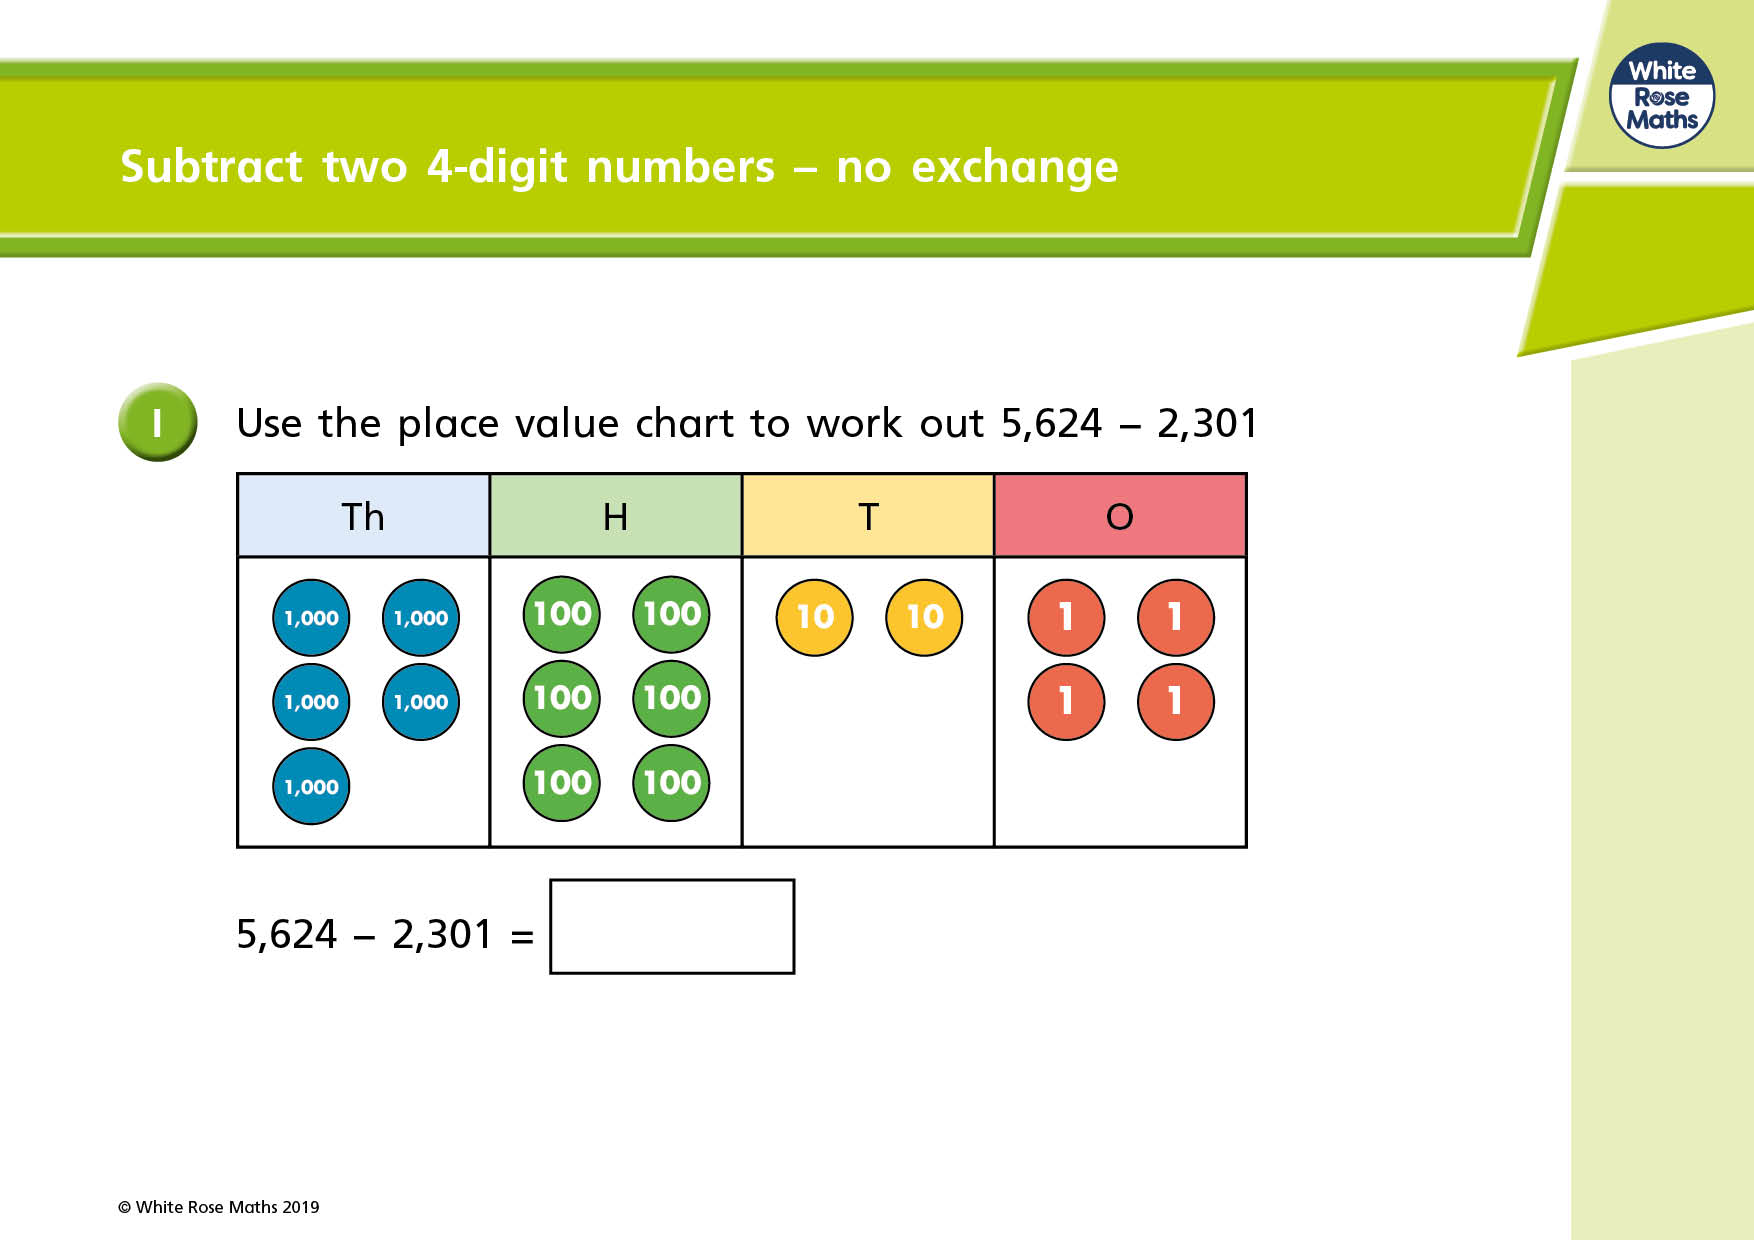 White
Rose
Maths
Subtract two 4-digit numbers – no exchange
1 Use the place value chart to work out 5,624 – 2,301
Th H T O
1,000 1,000 100 100 10 10 1 1
1,000 1,000 100 100 1 1
1,000 100 100
5,624 – 2,301 =
© White Rose Maths 2019